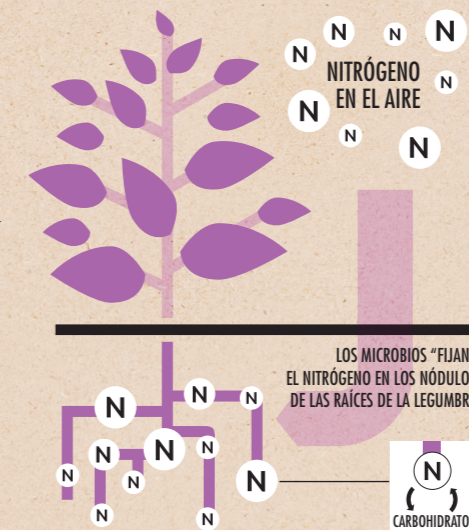 N N N N
N
NITRÓGENO
N
EN EL AIRE
N
N
N
LOS MICROBIOS “FIJAN
EL NITRÓGENO EN LOS NÓDULO
DE LAS RAÍCES DE LA LEGUMBR
N
N
N
N
N
N
N
N
N
N
N
N
CARBOHIDRATO